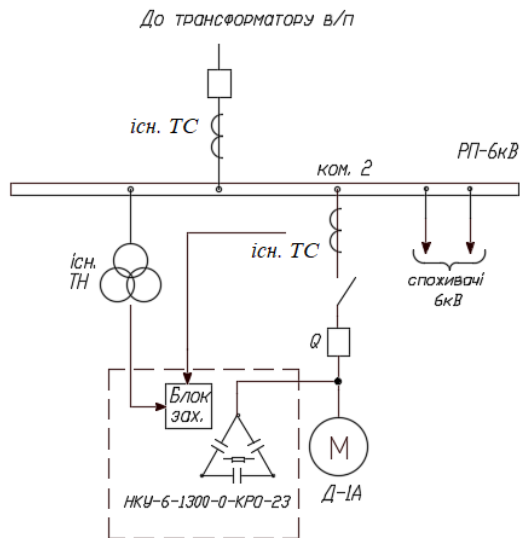 До трансформатору в/п
існ. ТС
РП-6кВ
ком. 2
існ. ТС
існ.
ТН
споживачі
6кВ
Q
Блок
зах.
М
НКУ-6-1300-0-КРО-23
Д-1А